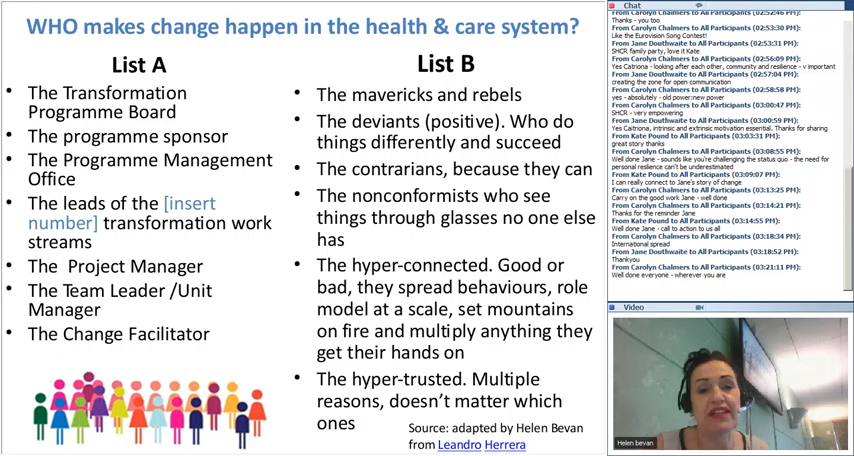 WHO makes change happen in the health & care system?
List A
• The Transformation
Programme Board
• The programme sponsor
• The Programme Management
Office
• The leads of the [insert
number] transformation work
streams
• The  Project Manager
• The Team Leader /Unit
Manager
• The Change Facilitator
List B
• The mavericks and rebels
• The deviants (positive). Who do
things differently and succeed
• The contrarians, because they can
• The nonconformists who see
things through glasses no one else
has
• The hyper-connected. Good or
bad, they spread behaviours, role
model at a scale, set mountains
on fire and multiply anything they
get their hands on
• The hyper-trusted. Multiple
reasons, doesn't matter which
ones
Source: adapted by Helen Bevan
from Leandro Herrera
Chat
From Carolyn Chalmers to All Participants (02:52:46 PM):
Thanks - you too
From Carolyn Chalmers to All Participants (02:53:30 PM):
Like the Eurovision Song Contest!
From Jane Douthwaite to All Participants (02:53:31 PM):
SHCR family party, love it Kate
From Carolyn Chalmers to All Participants (02:56:09 PM):
Yes Catriona - looking after each other, community and resilience - v important
From Jane Douthwaite to All Participants (02:57:04 PM):
creating the zone for open communication
From Carolyn Chalmers to All Participants (02:58:58 PM):
yes - absolutely - old power:new power
From Carolyn Chalmers to All Participants (03:00:47 PM):
SHCR - very empowering
From Jane Douthwaite to All Participants (03:00:59 PM):
Yes Catriona, intrinsic and extrinsic motivation essential. Thanks for sharing
From Kate Pound to All Participants (03:03:31 PM):
great story thanks
From Carolyn Chalmers to All Participants (03:08:55 PM):
Well done Jane - sounds like you're challenging the status quo - the need for
personal reslience can't be underestimated
From Kate Pound to All Participants (03:09:07 PM):
I can really connect to Jane's story of change
From Carolyn Chalmers to All Participants (03:13:25 PM):
Carry on the good work Jane - well done
From Carolyn Chalmers to All Participants (03:14:21 PM):
Thanks for the reminder Jane
From Kate Pound to All Participants (03:14:55 PM):
Well done Jane - call to action to us all
From Carolyn Chalmers to All Participants (03:18:34 PM):
International spread
From Jane Douthwaite to All Participants (03:18:52 PM):
Thankyou
From Carolyn Chalmers to All Participants (03:21:11 PM):
Well done everyone - wherever you are
Video
Helen bevan